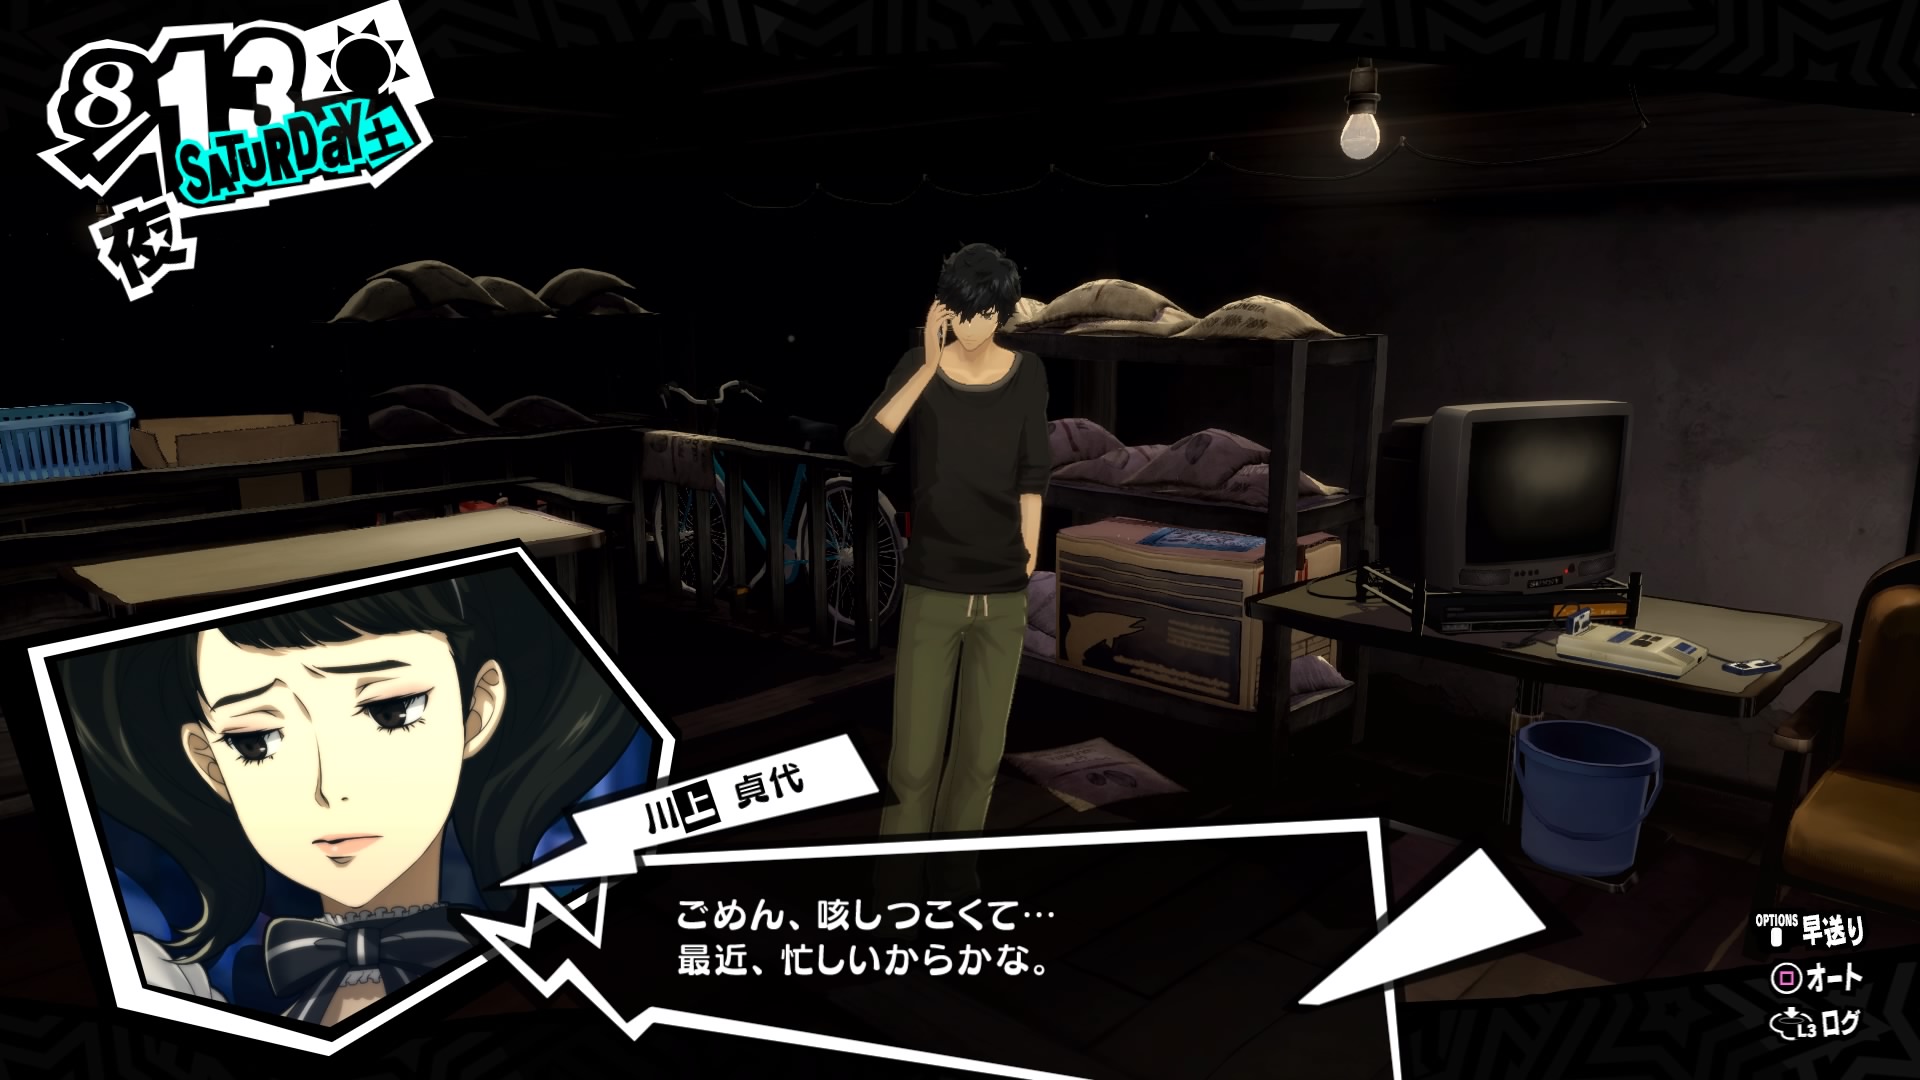 8/13
SATURDAY土
夜
川上 貞代
ごめん、咳しつこくて…
最近、忙しいからかな。
OPTIONS 早送り
オート
L3 ログ